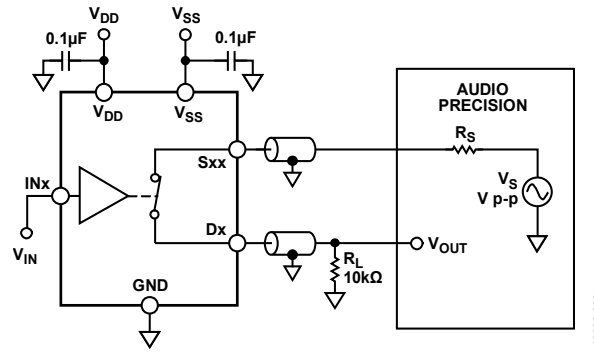 VDD
VSS
0.1µF
0.1µF
VDD
VSS
AUDIO
PRECISION
RS
Sxx
VS
V p-p
INx
VIN
Dx
VOUT
RL
10kΩ
GND